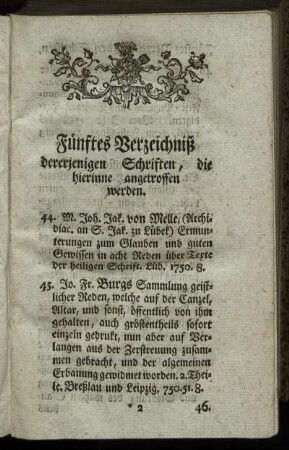 Fünftes Verzeichniß
dererjenigen Schriften, die
hierinne angetroffen
werden.
44. M. Joh. Jak. von Melle, (Archi-
diac. an S. Jak. zu Lübek) Ermun-
terungen zum Glauben und guten
Gewissen in acht Reden über Texte
der heiligen Schrift. Lüb. 1750. 8.
45. Jo. Fr. Burgs Sammlung geist-
licher Reden, welche auf der Canzel,
Altar, und sonst, öffentlich von ihm
gehalten, auch gröstentheils sofort
einzeln gedrukt, nun aber auf Ver-
langen aus der Zerstreuung zusam-
men gebracht, und der algemeinen
Erbauung gewidmet worden. 2. Thei-
le. Breßlau und Leipzig. 750. 51. 8.
* 2 46.